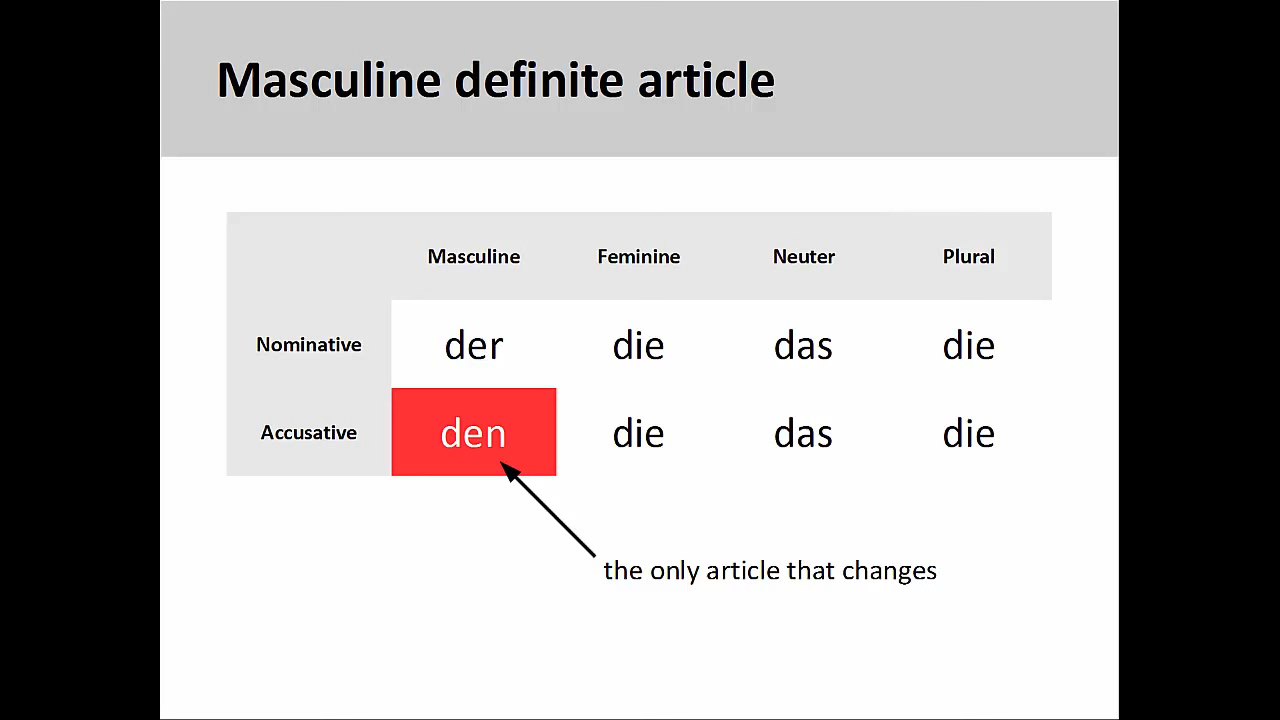 Masculine definite article
Masculine Feminine Neuter Plural
Nominative der die das die
Accusative den die das die
the only article that changes